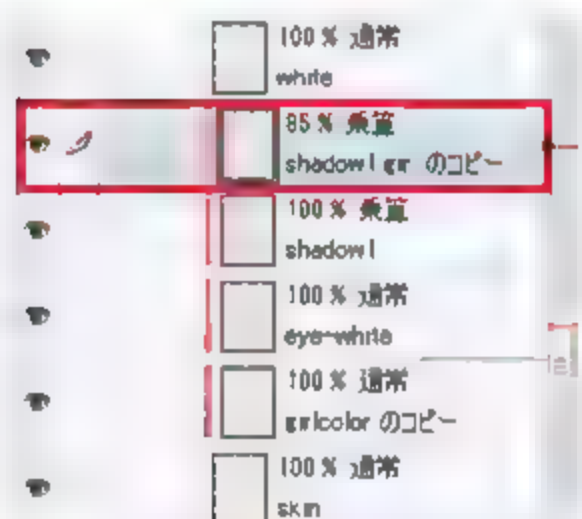 100 % 通常
white
85 % 乗算
shadow1 のコピー
100 % 乗算
shadow1
100 % 通常
eye-white
100 % 通常
のコピー
100 % 通常
skin